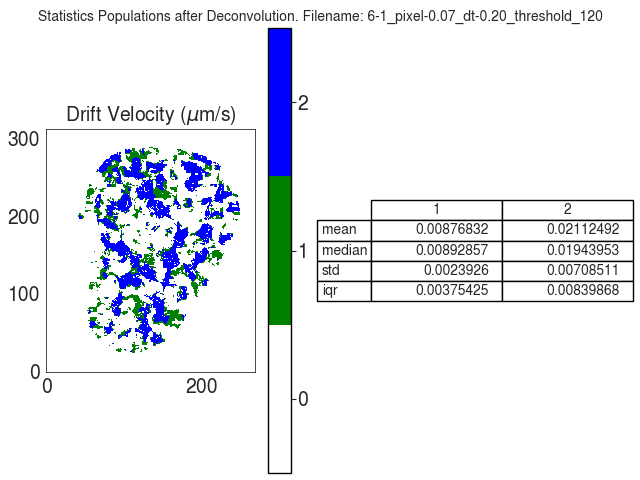 Statistics Populations after Deconvolution. Filename: 6-1_pixel-0.07_dt-0.20_threshold_120
Drift Velocity (μm/s)
300
200
100
0
0 200
2
1
0
1 2
mean 0.00876832 0.02112492
median 0.00892857 0.01943953
std 0.0023926 0.00708511
iqr 0.00375425 0.00839868